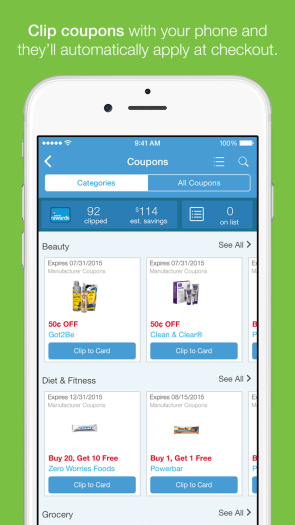 Clip coupons with your phone and
they'll automatically apply at checkout.
9:41 AM
100%
Coupons
Categories
All Coupons
rewards
92
clipped
$114
est. savings
0
on list
Beauty
See All >
Expires 07/31/2015
Manufacturer Coupons
50¢ OFF
Got2Be
Clip to Card
Expires 07/31/2015
Manufacturer Coupons
50¢ OFF
Clean & Clear®
Clip to Card
Ex
Ma
B
P
Diet & Fitness
See All >
Expires 12/31/2015
Manufacturer Coupons
Buy 20, Get 10 Free
Zero Worries Foods
Clip to Card
Expires 08/15/2015
Manufacturer Coupons
Buy 1, Get 1 Free
Powerbar
Clip to Card
Ex
Ma
B
P
Grocery
See All >